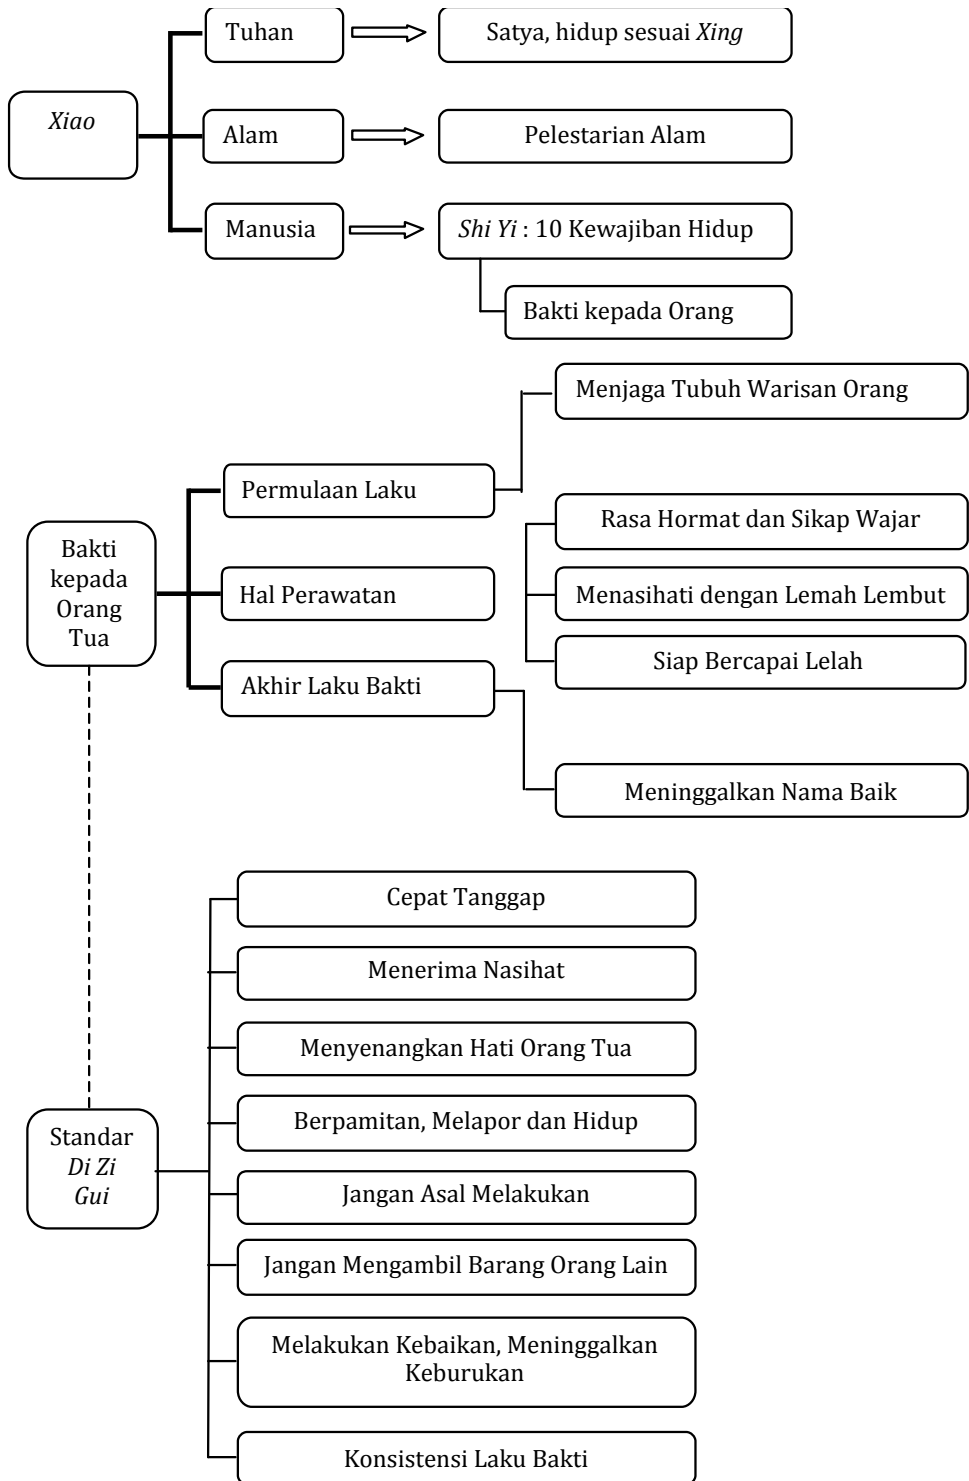 Xiao
Tuhan
Satya, hidup sesuai Xing
Alam
Pelestarian Alam
Manusia
Shi Yi : 10 Kewajiban Hidup
Bakti kepada Orang
Bakti
kepada
Orang
Tua
Permulaan Laku
Menjaga Tubuh Warisan Orang
Hal Perawatan
Rasa Hormat dan Sikap Wajar
Menasihati dengan Lemah Lembut
Siap Bercapai Lelah
Akhir Laku Bakti
Meninggalkan Nama Baik
Standar
Di Zi
Gui
Cepat Tanggap
Menerima Nasihat
Menyenangkan Hati Orang Tua
Berpamitan, Melapor dan Hidup
Jangan Asal Melakukan
Jangan Mengambil Barang Orang Lain
Melakukan Kebaikan, Meninggalkan
Keburukan
Konsistensi Laku Bakti